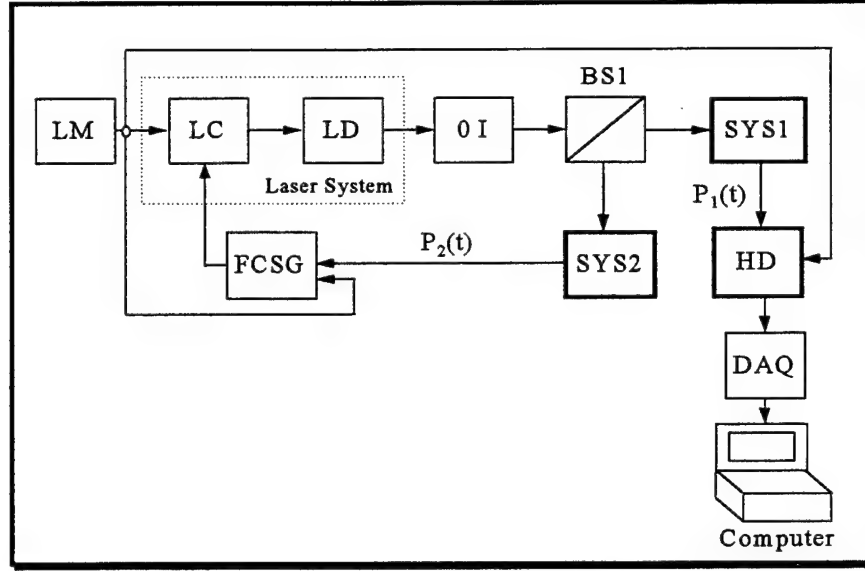 BS1
LM
LC
LD
0 I
SYS1
Laser System
P₁(t)
FCSG
P₂(t)
SYS2
HD
DAQ
Computer